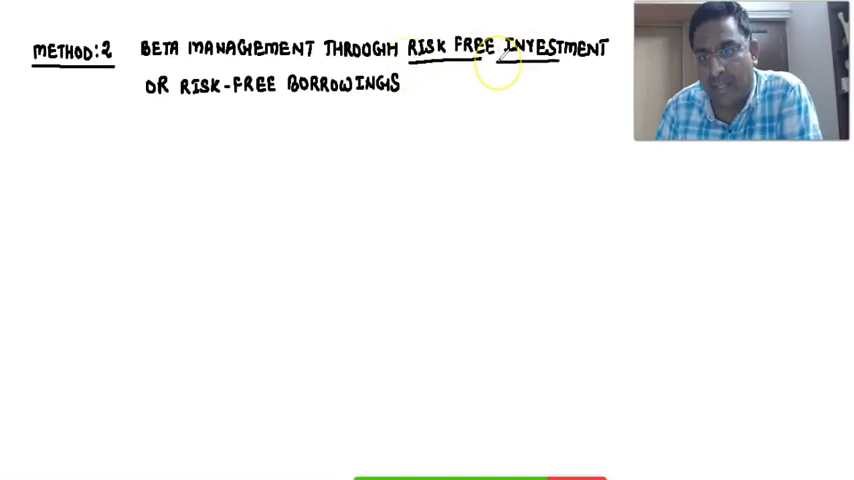 METHOD:2 BETA MANAGEMENT THROUGH RISK FREE INVESTMENT
OR RISK-FREE BORROWINGS